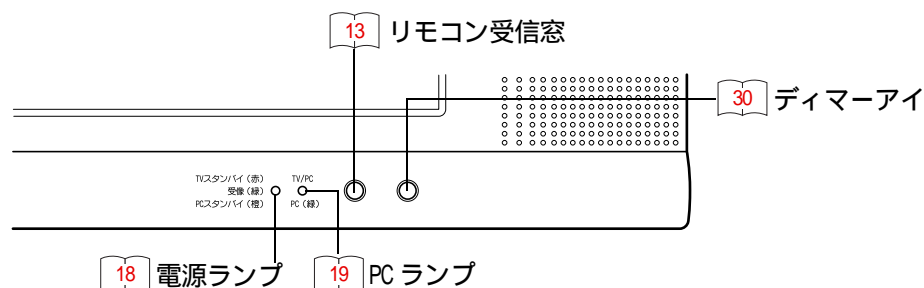 13 リモコン受信窓
30 ディマーアイ
TVスタンバイ（赤） TV/PC
受像（緑）
PCスタンバイ（橙） PC（緑）
18 電源ランプ 19 PC ランプ